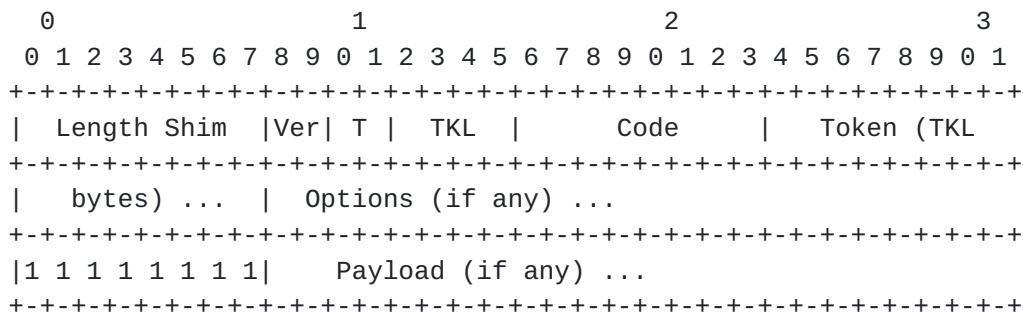 0                   1                   2                   3
 0 1 2 3 4 5 6 7 8 9 0 1 2 3 4 5 6 7 8 9 0 1 2 3 4 5 6 7 8 9 0 1
+-+-+-+-+-+-+-+-+-+-+-+-+-+-+-+-+-+-+-+-+-+-+-+-+-+-+-+-+-+-+-+-+
|  Length Shim  |Ver| T |  TKL  |      Code     |   Token (TKL
+-+-+-+-+-+-+-+-+-+-+-+-+-+-+-+-+-+-+-+-+-+-+-+-+-+-+-+-+-+-+-+-+
|   bytes) ...  |  Options (if any) ...
+-+-+-+-+-+-+-+-+-+-+-+-+-+-+-+-+-+-+-+-+-+-+-+-+-+-+-+-+-+-+-+-+
|1 1 1 1 1 1 1 1|    Payload (if any) ...
+-+-+-+-+-+-+-+-+-+-+-+-+-+-+-+-+-+-+-+-+-+-+-+-+-+-+-+-+-+-+-+-+